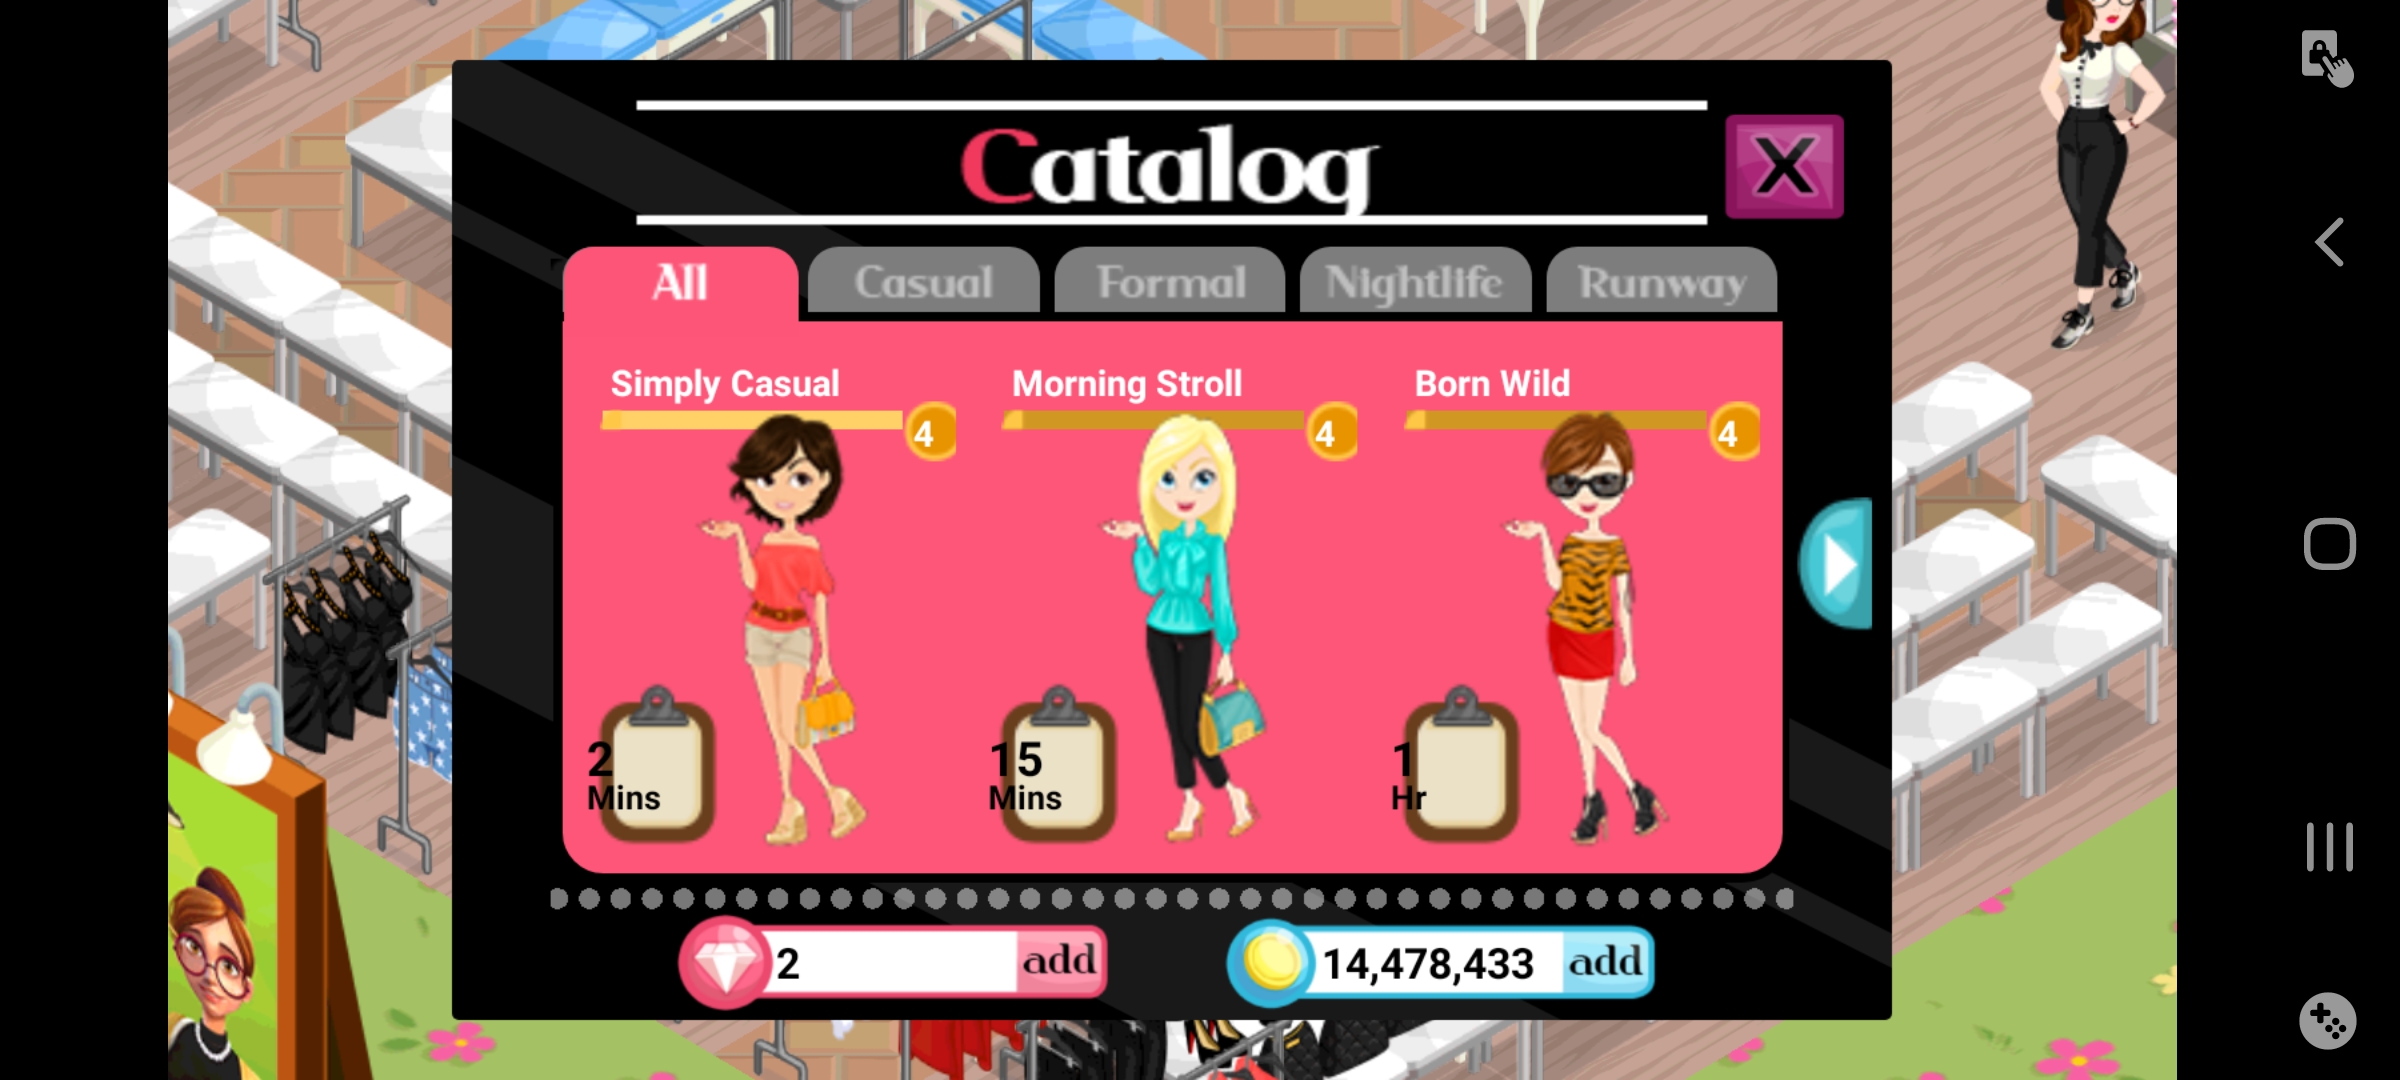 Catalog
X
All Casual Formal Nightlife Runway
Simply Casual Morning Stroll Born Wild
4 4 4
2 15 1
Mins Mins Hr
2 add 14,478,433 add